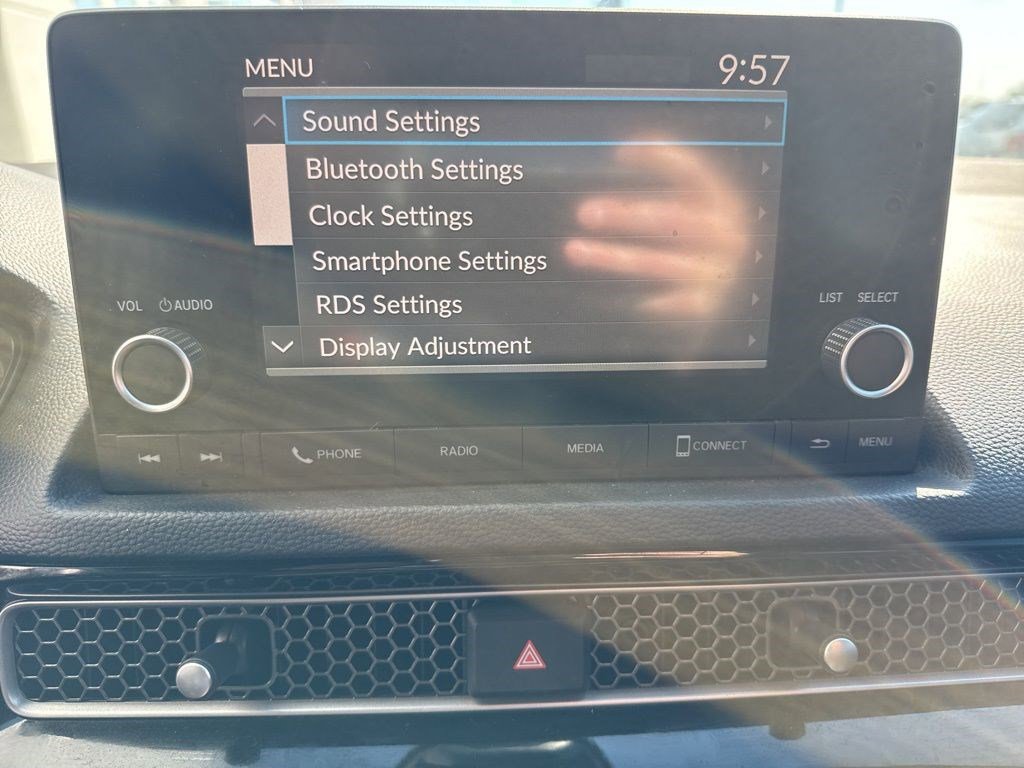 MENU 9:57
Sound Settings
Bluetooth Settings
Clock Settings
Smartphone Settings
RDS Settings
Display Adjustment
VOL AUDIO
LIST SELECT
PHONE RADIO MEDIA CONNECT MENU